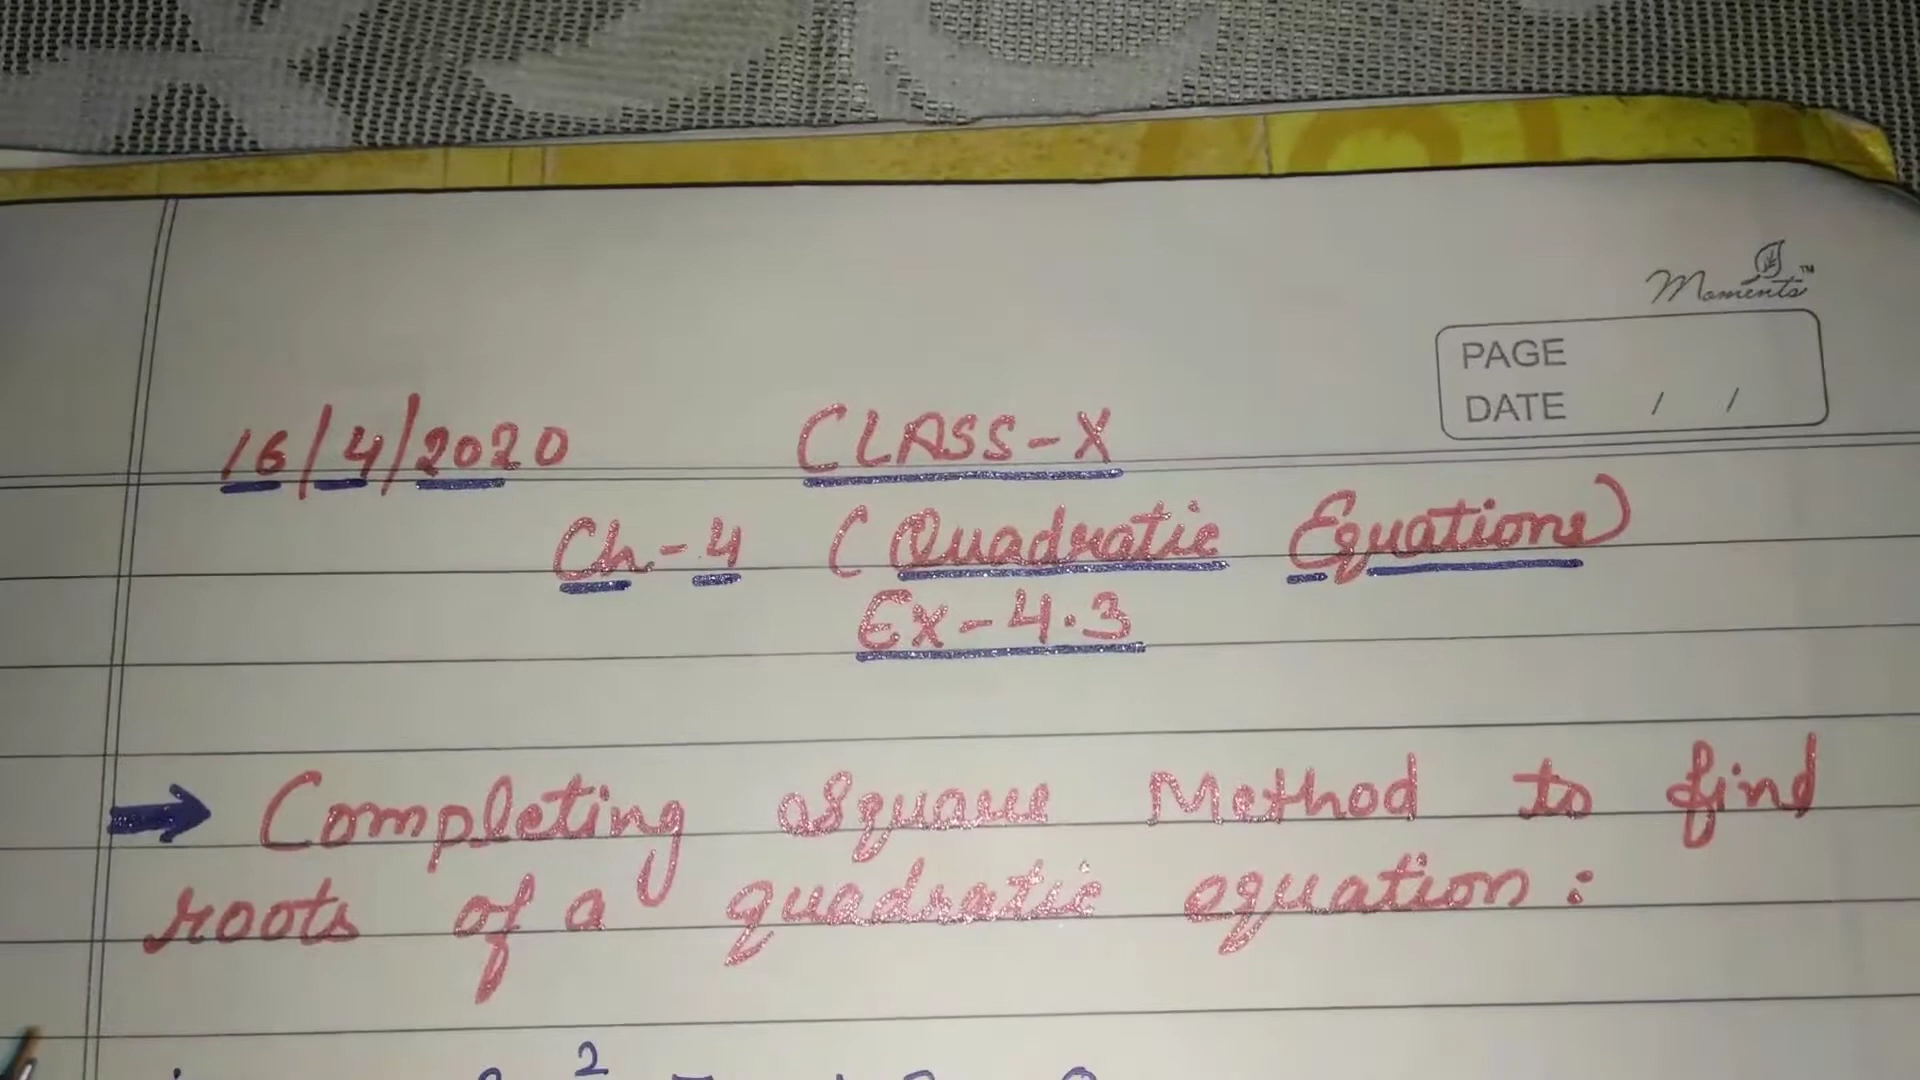 Moments™
PAGE
DATE / /
16/4/2020 CLASS-X
Ch-4 (Quadratic Equations)
Ex-4.3
→ Completing Square Method to find
roots of a quadratic equation:
2